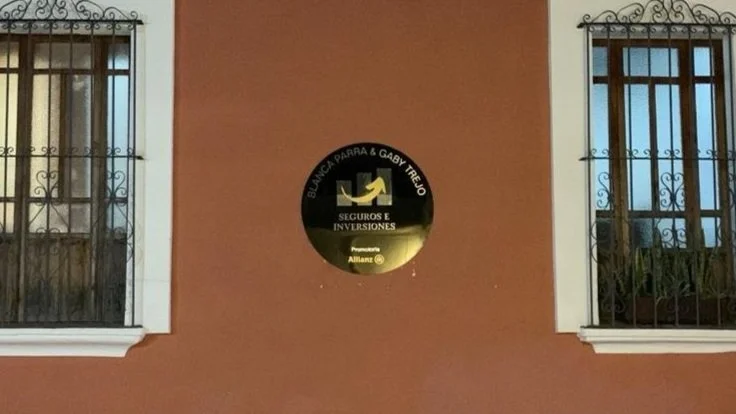 BLANCA PARRA & GABY TREJO
SEGUROS E
INVERSIONES
Promotoría
Allianz